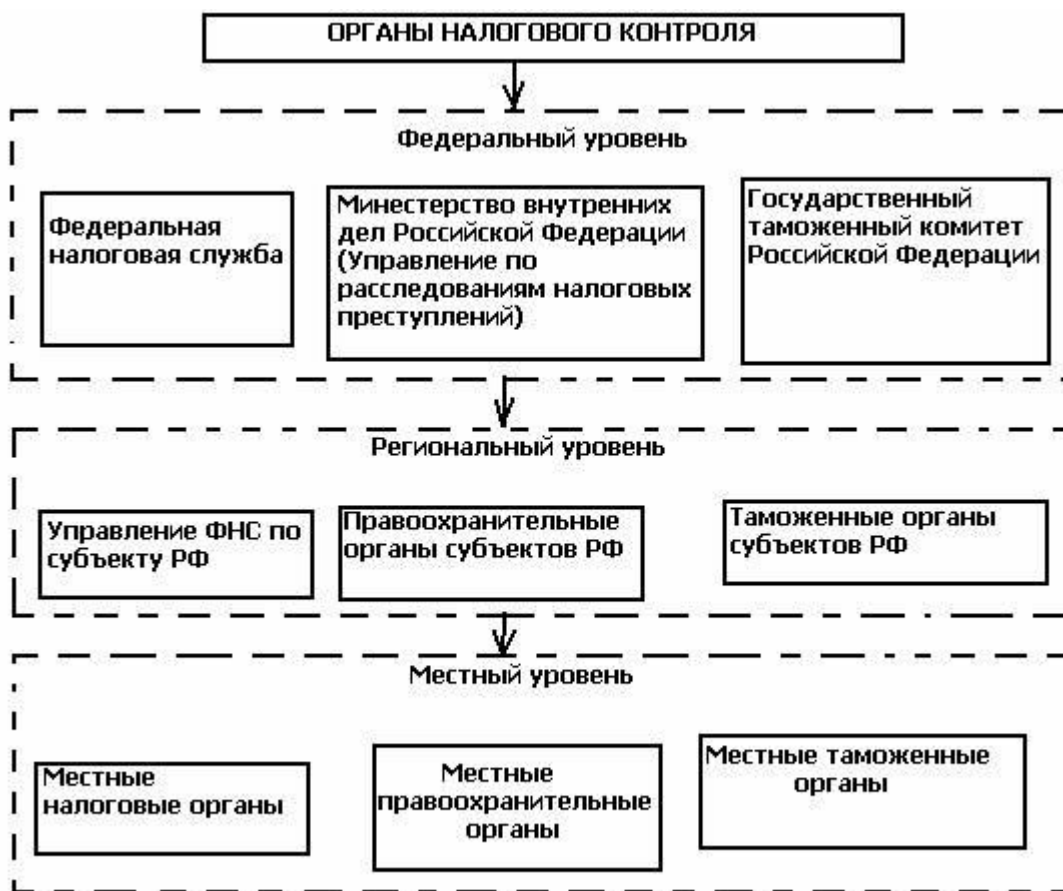 ОРГАНЫ НАЛОГОВОГО КОНТРОЛЯ
Федеральный уровень
Федеральная
налоговая служба
Минестерство внутренних
дел Российской Федерации
(Управление по
расследованиям налоговых
преступлений)
Государственный
таможенный комитет
Российской Федерации
Региональный уровень
Управление ФНС по
субъекту РФ
Правоохранительные
органы субъектов РФ
Таможенные органы
субъектов РФ
Местный уровень
Местные
налоговые органы
Местные
правоохранительные
органы
Местные таможенные
органы